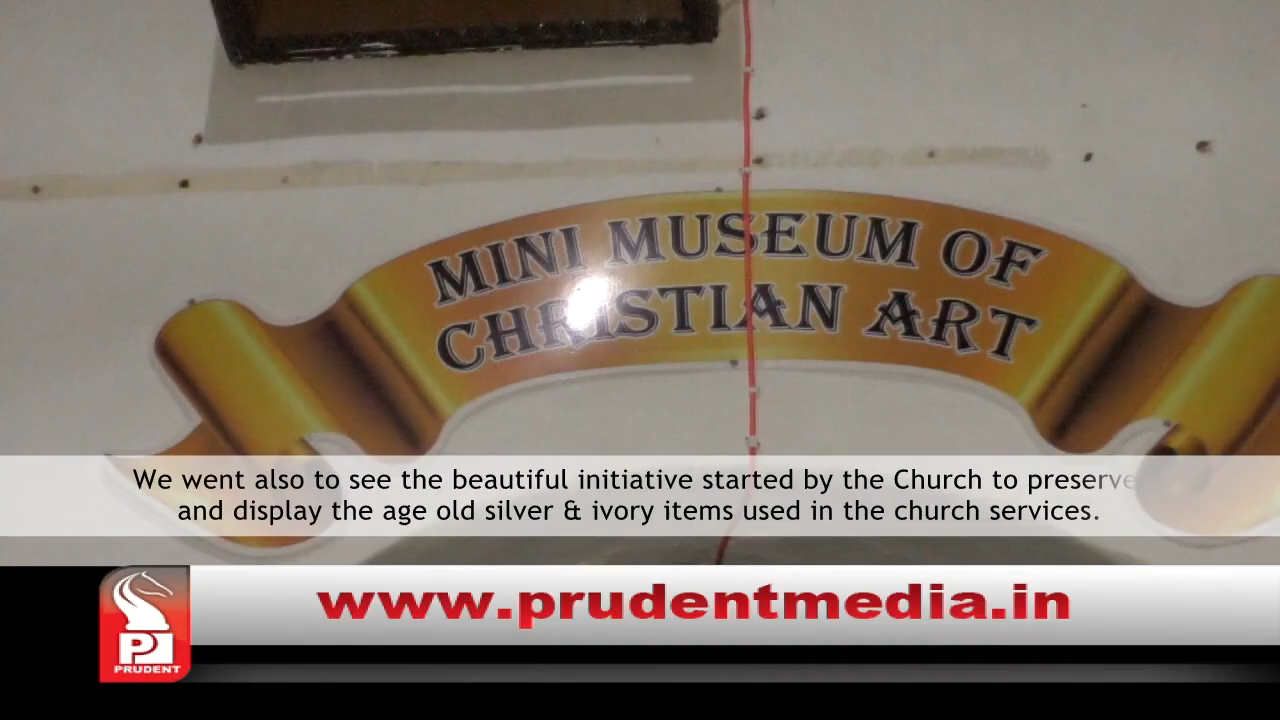 MINI MUSEUM OF
CHRISTIAN ART
We went also to see the beautiful initiative started by the Church to preserve
and display the age old silver & ivory items used in the church services.
www.prudentmedia.in
P
PRUDENT